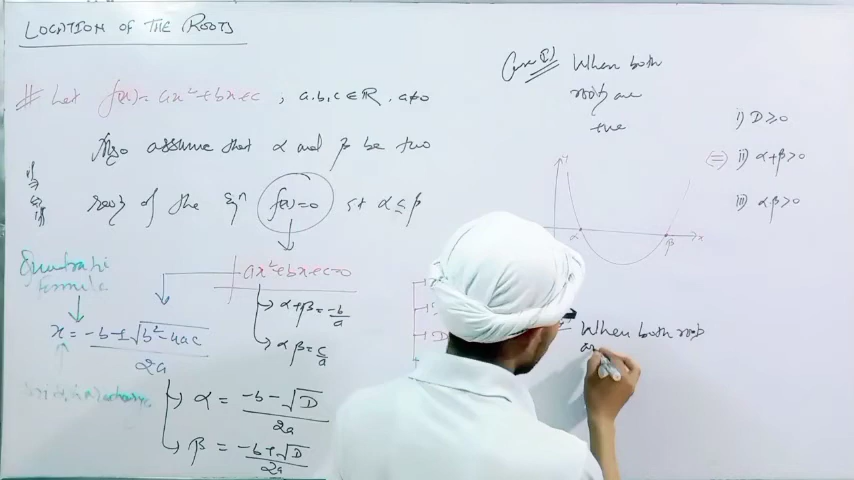 LOCATION OF THE ROOTS
# Let f(x) = ax²+bx+c ; a,b,c ∈ ℝ, a≠0
Also assume that α and β be two
roots of the Eqⁿ f(x)=0 st α ≤ β
ax²+bx+c=0
Quadratic
formula
x = -b±√b²-4ac
2a
α+β = -b
a
αβ = c
a
α = -b-√D
2a
β = -b+√D
2a
Case I When both
roots are
+ve
i) D≥0
⇔ ii) α+β>0
iii) αβ>0
y
α
β
x
When both roots